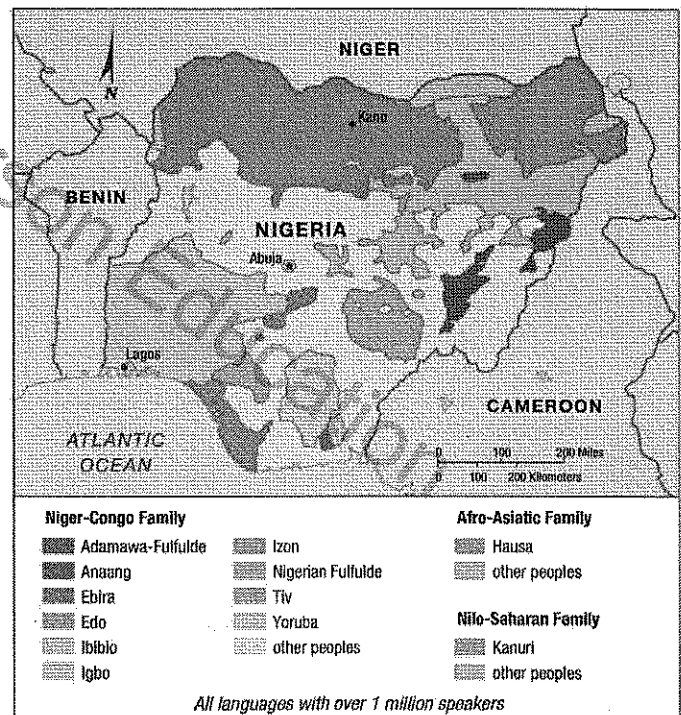 NIGER
N
Kano
BENIN
NIGERIA
Abuja
Lagos
CAMEROON
ATLANTIC
OCEAN
0 100 200 Miles
0 100 200 Kilometers
Niger-Congo Family
Adamawa-Fulfulde
Anaang
Ebira
Edo
Ibibio
Igbo
Izon
Nigerian Fulfulde
Tiv
Yoruba
other peoples
Afro-Asiatic Family
Hausa
other peoples
Nilo-Saharan Family
Kanuri
other peoples
All languages with over 1 million speakers